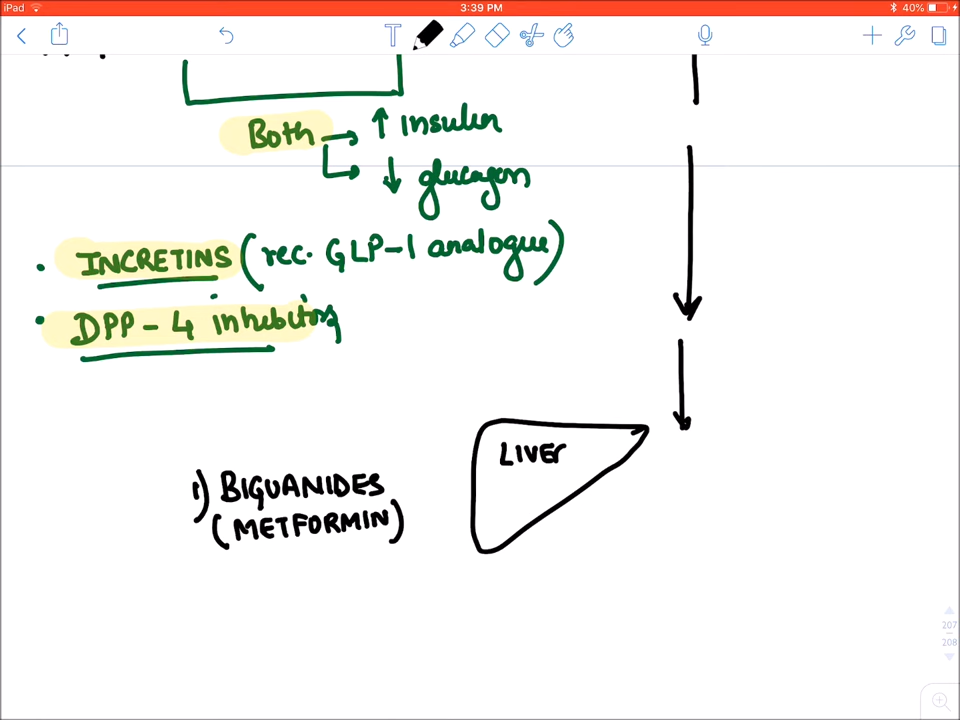 iPad 3:39 PM 40%
T
Both → ↑ insulin
↓ glucagon
• INCRETINS (rec. GLP-1 analogue)
• DPP-4 inhibitors
LIVER
1) BIGUANIDES
(METFORMIN)
207
208